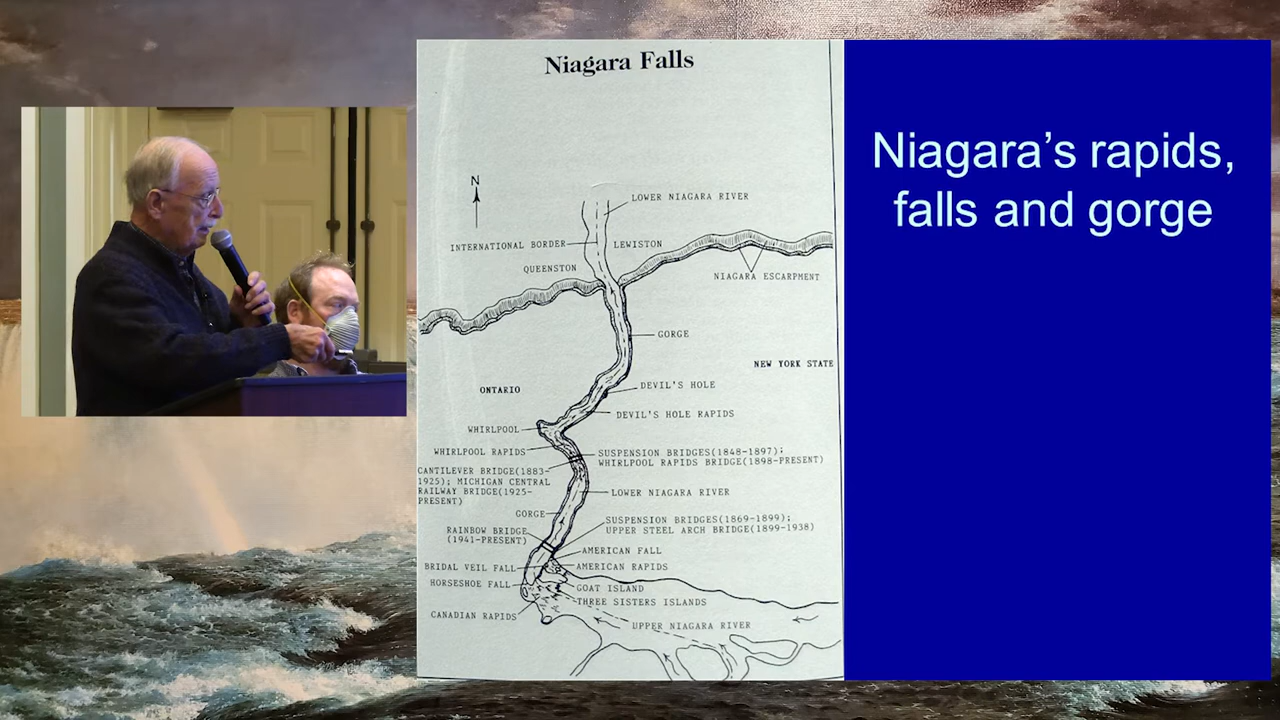 Niagara Falls
N
LOWER NIAGARA RIVER
INTERNATIONAL BORDER
LEWISTON
QUEENSTON
NIAGARA ESCARPMENT
GORGE
NEW YORK STATE
ONTARIO
DEVIL'S HOLE
DEVIL'S HOLE RAPIDS
WHIRLPOOL
WHIRLPOOL RAPIDS
SUSPENSION BRIDGES(1848-1897);
WHIRLPOOL RAPIDS BRIDGE(1898-PRESENT)
CANTILEVER BRIDGE(1883-
1925); MICHIGAN CENTRAL
RAILWAY BRIDGE(1925-
PRESENT)
LOWER NIAGARA RIVER
GORGE
SUSPENSION BRIDGES(1869-1899);
UPPER STEEL ARCH BRIDGE(1899-1938)
RAINBOW BRIDGE
(1941-PRESENT)
AMERICAN FALL
BRIDAL VEIL FALL
AMERICAN RAPIDS
HORSESHOE FALL
GOAT ISLAND
THREE SISTERS ISLANDS
CANADIAN RAPIDS
UPPER NIAGARA RIVER
Niagara’s rapids,
falls and gorge